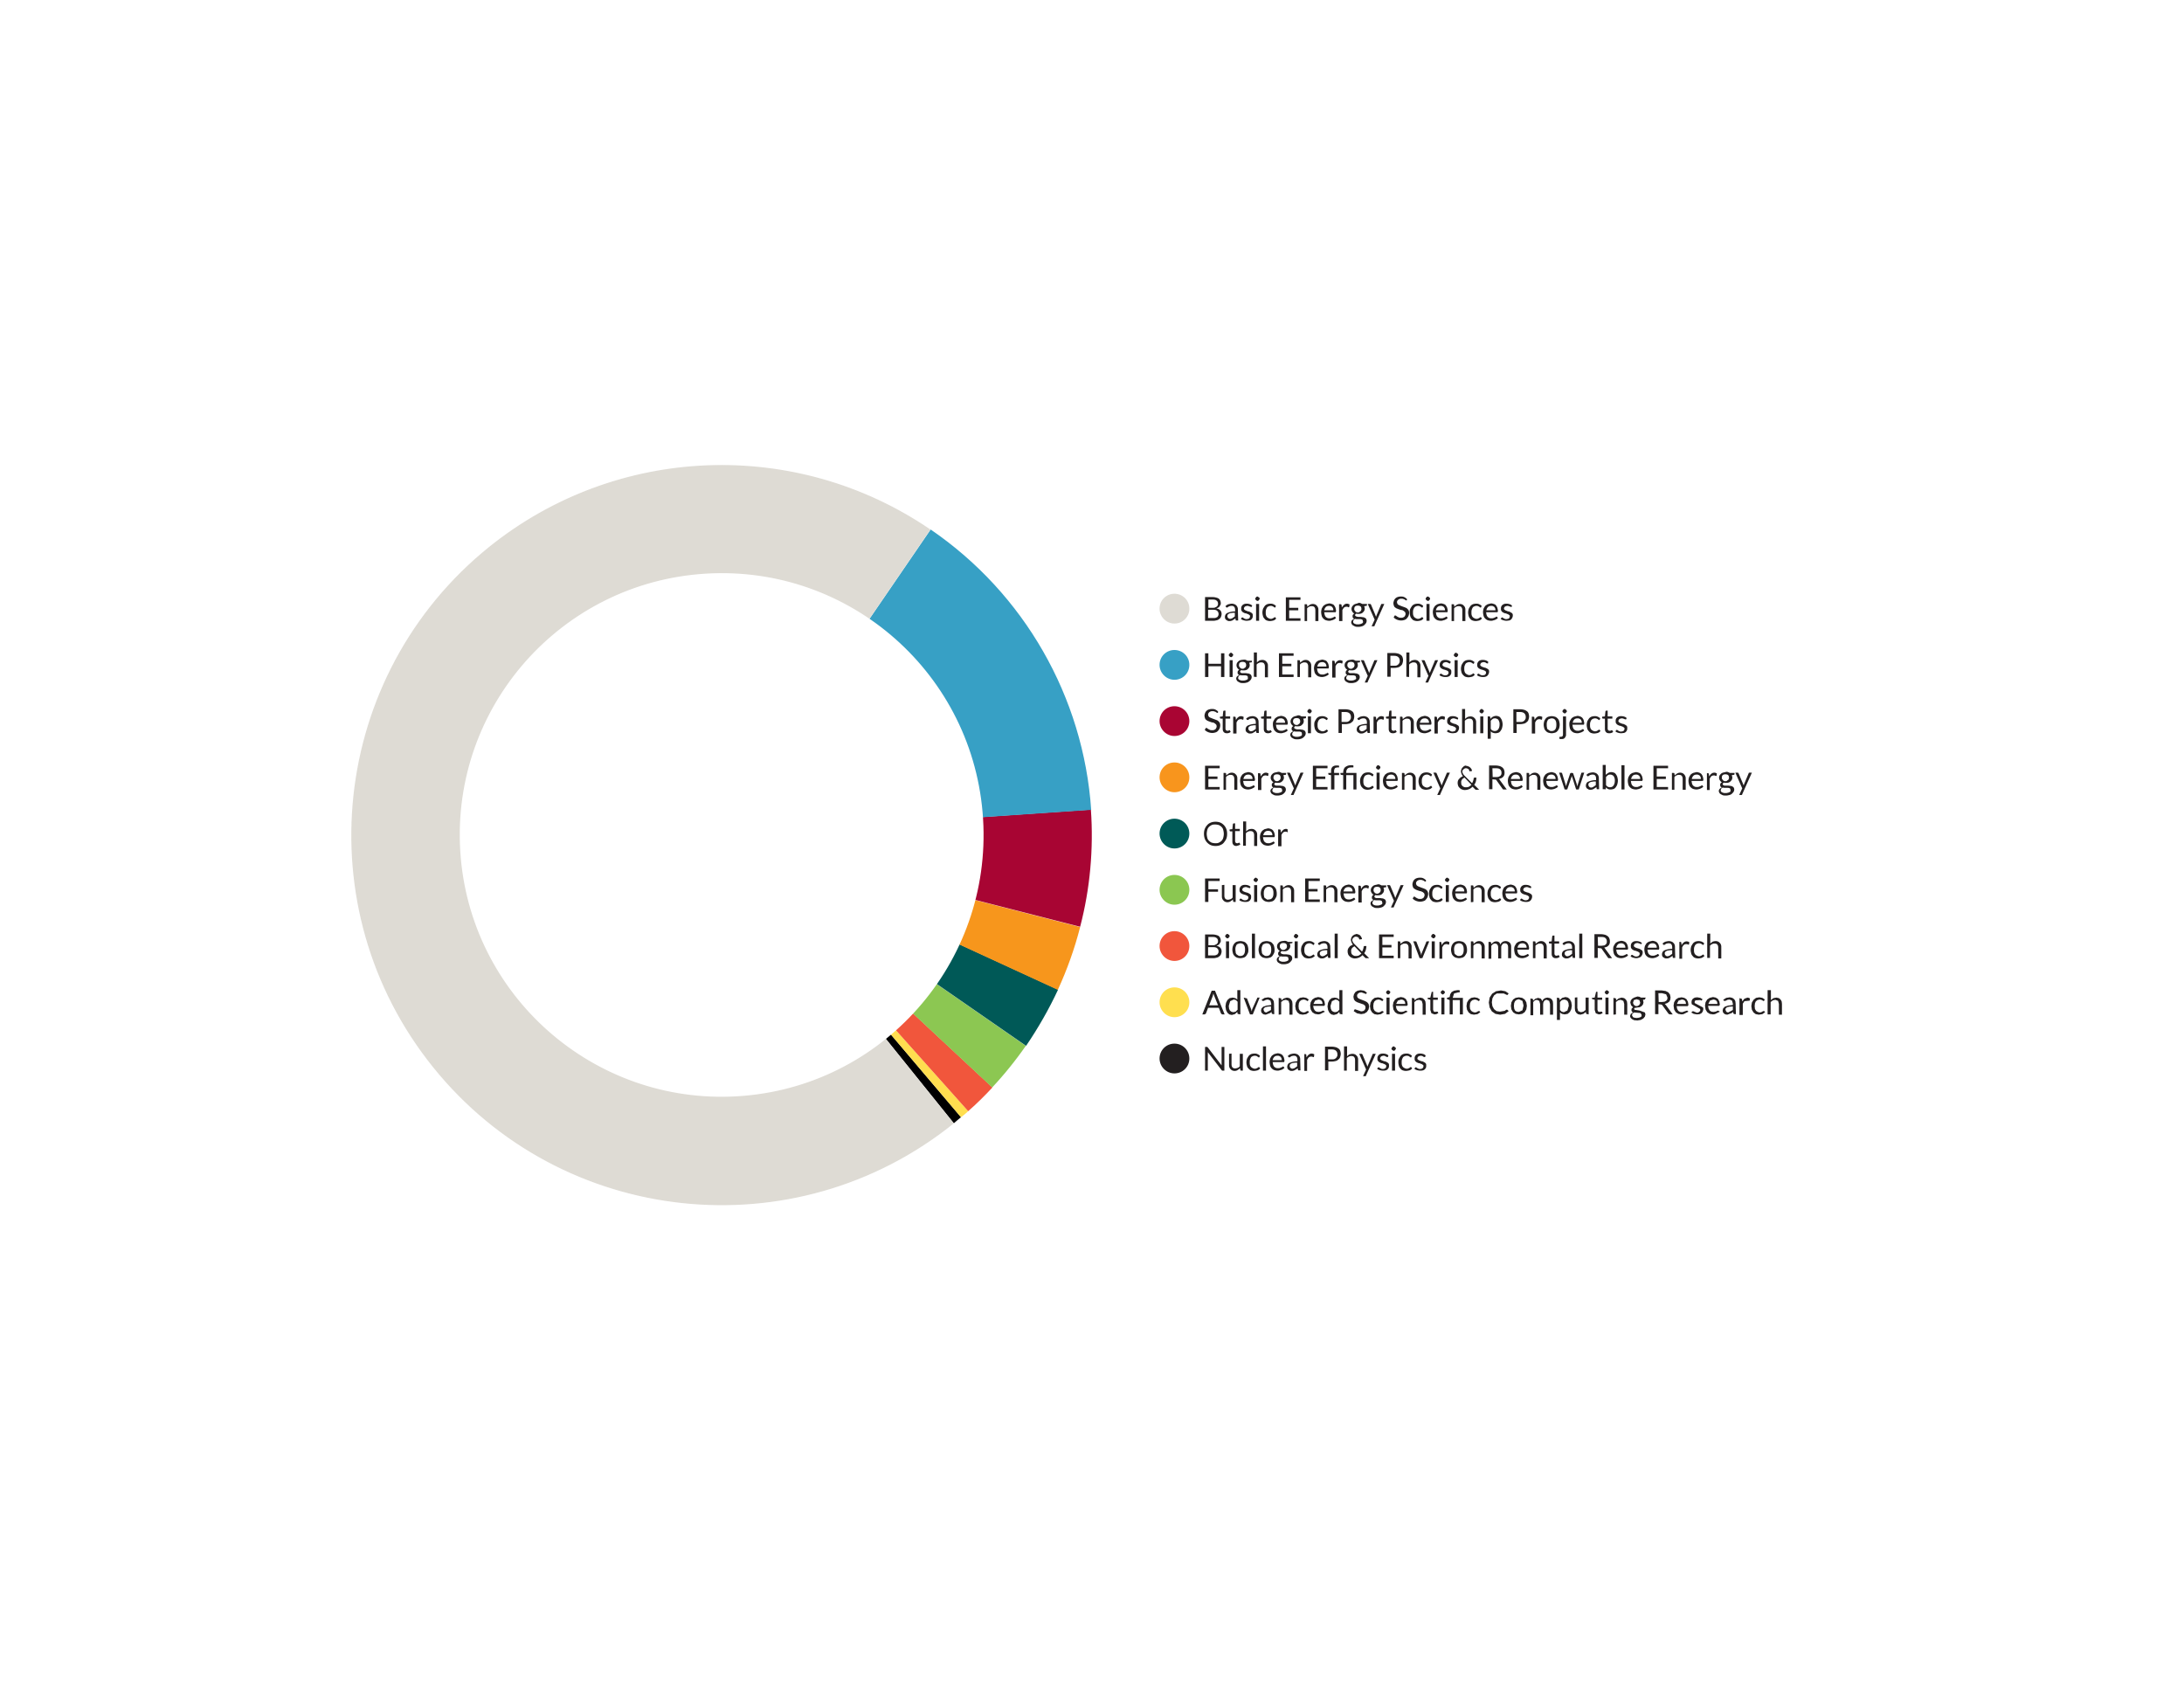 Basic Energy Sciences
High Energy Physics
Strategic Partnership Projects
Energy Efficiency & Renewable Energy
Other
Fusion Energy Sciences
Biological & Environmental Research
Advanced Scientific Computing Reseach
Nuclear Physics